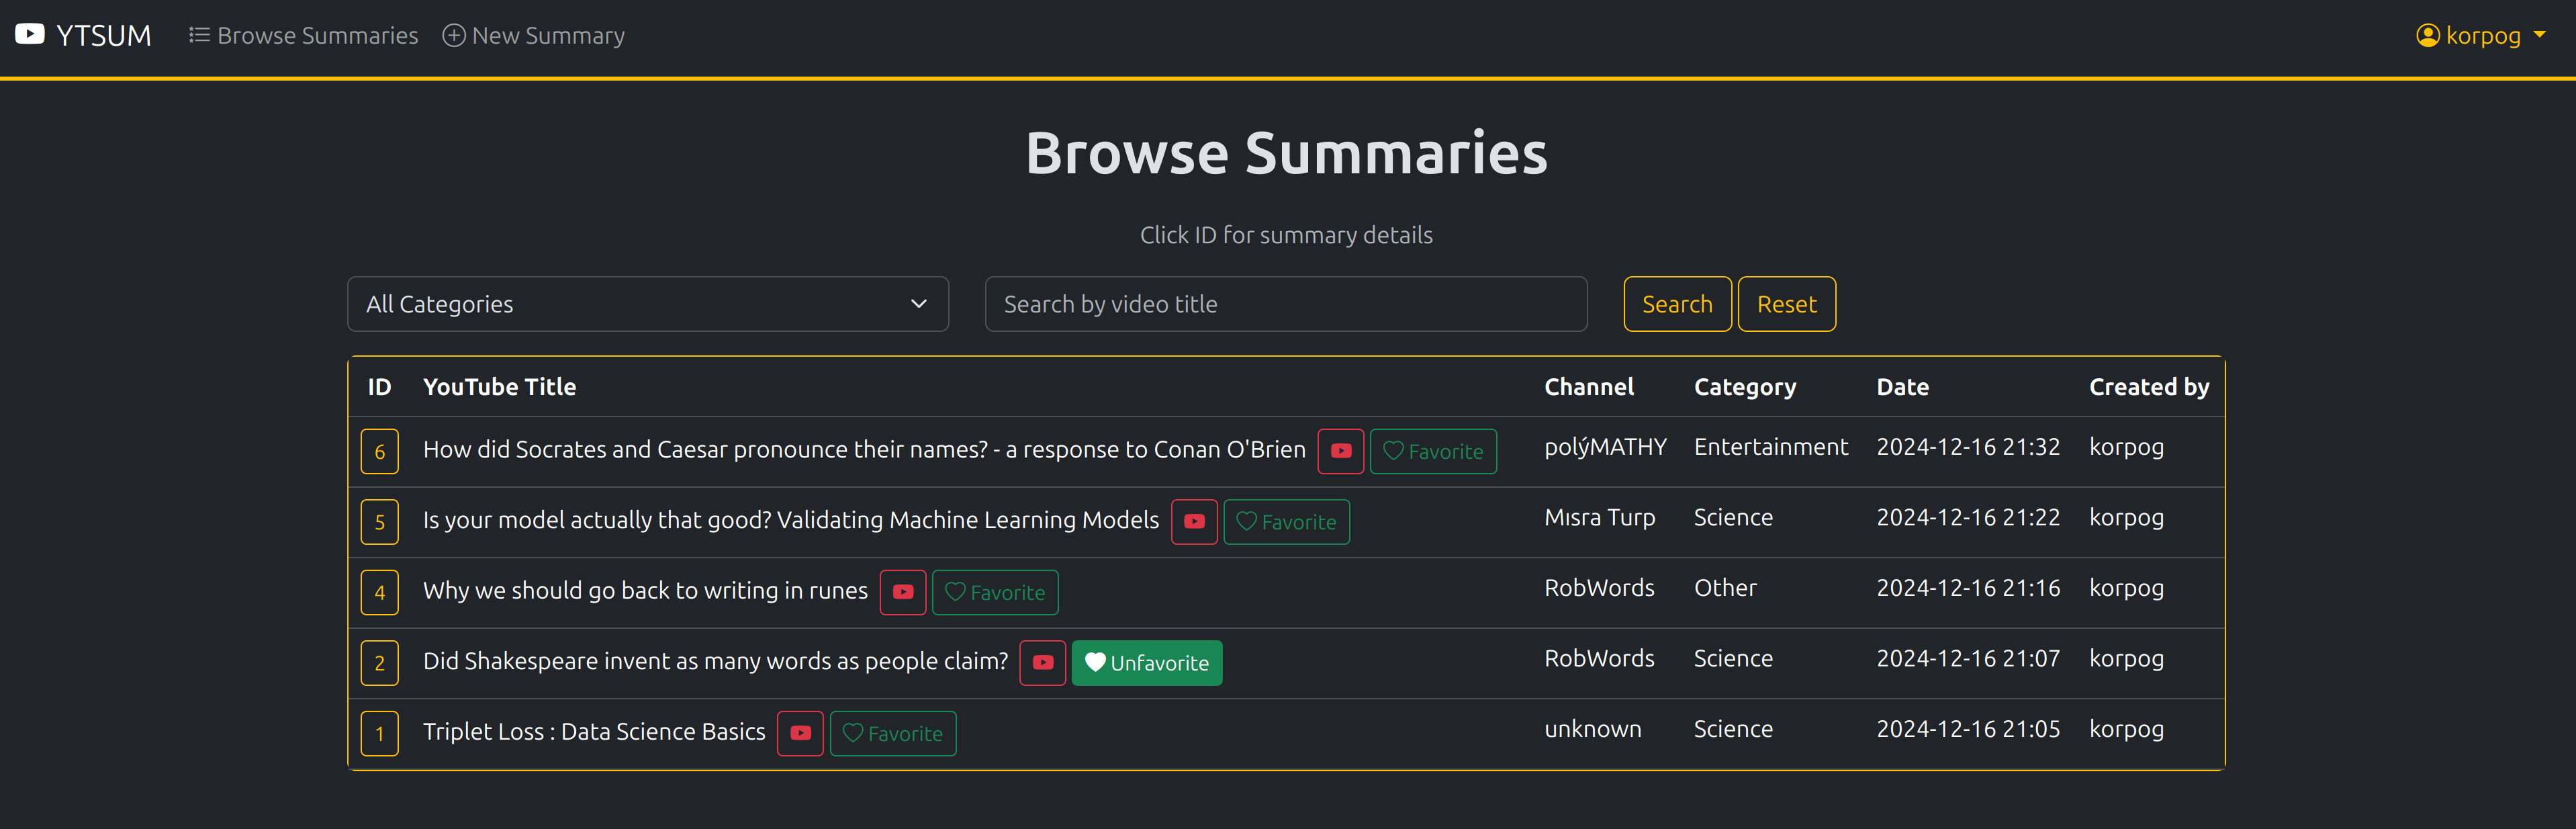 YTSUM Browse Summaries New Summary korpog
Browse Summaries
Click ID for summary details
All Categories Search by video title Search Reset
ID YouTube Title Channel Category Date Created by
6 How did Socrates and Caesar pronounce their names? - a response to Conan O'Brien Favorite polýMATHY Entertainment 2024-12-16 21:32 korpog
5 Is your model actually that good? Validating Machine Learning Models Favorite Mısra Turp Science 2024-12-16 21:22 korpog
4 Why we should go back to writing in runes Favorite RobWords Other 2024-12-16 21:16 korpog
2 Did Shakespeare invent as many words as people claim? Unfavorite RobWords Science 2024-12-16 21:07 korpog
1 Triplet Loss : Data Science Basics Favorite unknown Science 2024-12-16 21:05 korpog